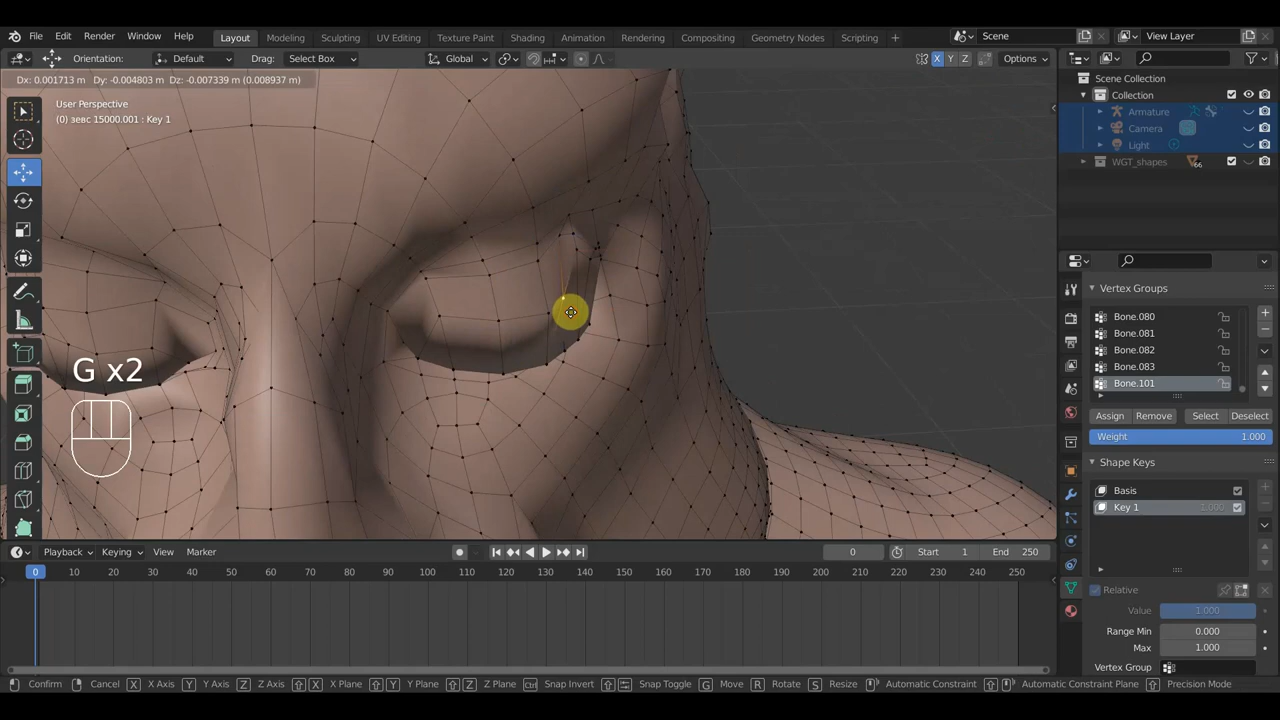 File Edit Render Window Help Layout Modeling Sculpting UV Editing Texture Paint Shading Animation Rendering Compositing Geometry Nodes Scripting + Scene View Layer
Orientation: Default Drag: Select Box Global X Y Z Options
Dx: 0.001713 m Dy: -0.004803 m Dz: -0.007339 m (0.008937 m)
User Perspective
(0) зевс 15000.001 : Key 1
G x2
Scene Collection
Collection
Armature
Camera
Light
WGT_shapes 66
Vertex Groups
Bone.080
Bone.081
Bone.082
Bone.083
Bone.101
Assign Remove Select Deselect
Weight 1.000
Shape Keys
Basis
Key 1 1.000
Relative
Value 1.000
Range Min 0.000
Max 1.000
Vertex Group
Playback Keying View Marker 0 Start 1 End 250
0 10 20 30 40 50 60 70 80 90 100 110 120 130 140 150 160 170 180 190 200 210 220 230 240 250
Confirm Cancel X X Axis Y Y Axis Z Z Axis X X Plane Y Y Plane Z Z Plane Ctrl Snap Invert Snap Toggle G Move R Rotate S Resize Automatic Constraint Automatic Constraint Plane Precision Mode